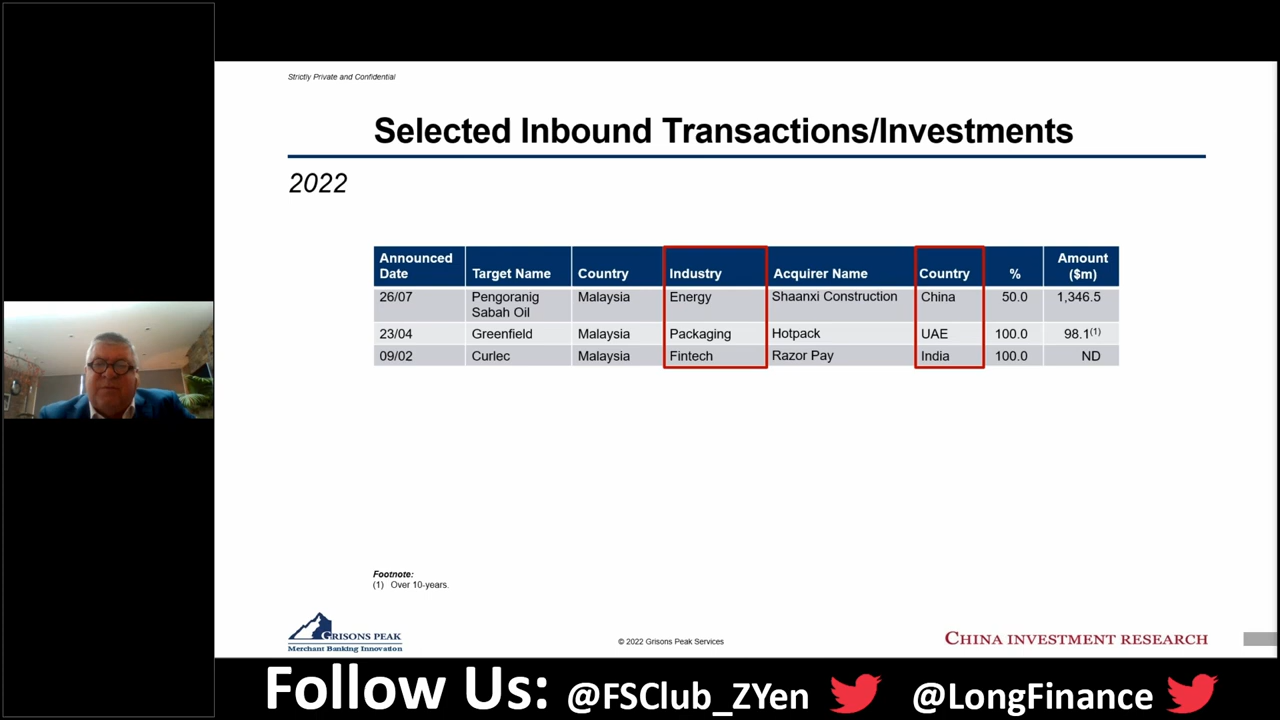 Strictly Private and Confidential
Selected Inbound Transactions/Investments
2022
Announced Date Target Name Country Industry Acquirer Name Country % Amount ($m)
26/07 Pengoranig Sabah Oil Malaysia Energy Shaanxi Construction China 50.0 1,346.5
23/04 Greenfield Malaysia Packaging Hotpack UAE 100.0 98.1(1)
09/02 Curlec Malaysia Fintech Razor Pay India 100.0 ND
Footnote:
(1) Over 10-years.
GRISONS PEAK
Merchant Banking Innovation
© 2022 Grisons Peak Services
CHINA INVESTMENT RESEARCH
Follow Us: @FSClub_ZYen @LongFinance